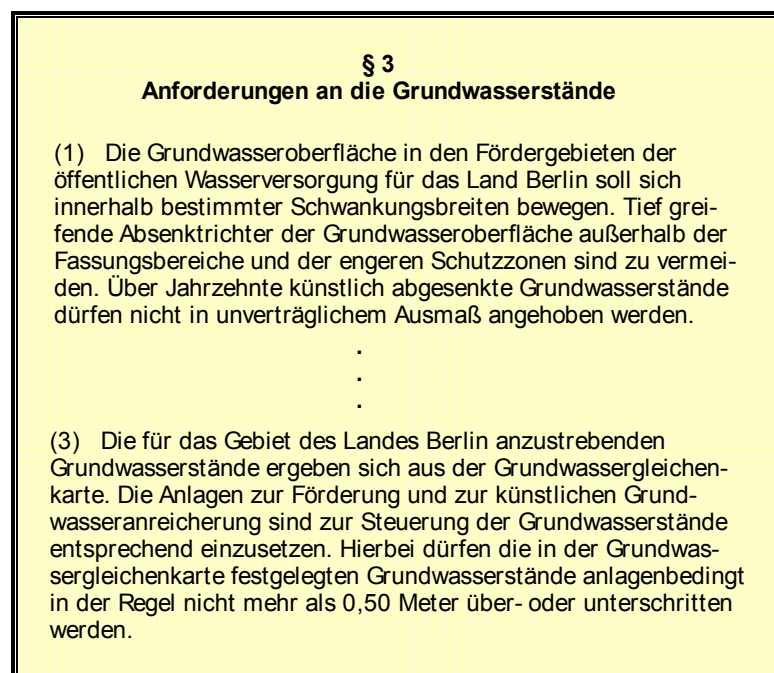 § 3
Anforderungen an die Grundwasserstände
(1) Die Grundwasseroberfläche in den Fördergebieten der
öffentlichen Wasserversorgung für das Land Berlin soll sich
innerhalb bestimmter Schwankungsbreiten bewegen. Tief grei-
fende Absenktrichter der Grundwasseroberfläche außerhalb der
Fassungsbereiche und der engeren Schutzzonen sind zu vermei-
den. Über Jahrzehnte künstlich abgesenkte Grundwasserstände
dürfen nicht in unverträglichem Ausmaß angehoben werden.
.
.
.
(3) Die für das Gebiet des Landes Berlin anzustrebenden
Grundwasserstände ergeben sich aus der Grundwassergleichen-
karte. Die Anlagen zur Förderung und zur künstlichen Grund-
wasseranreicherung sind zur Steuerung der Grundwasserstände
entsprechend einzusetzen. Hierbei dürfen die in der Grundwas-
sergleichenkarte festgelegten Grundwasserstände anlagenbedingt
in der Regel nicht mehr als 0,50 Meter über- oder unterschritten
werden.